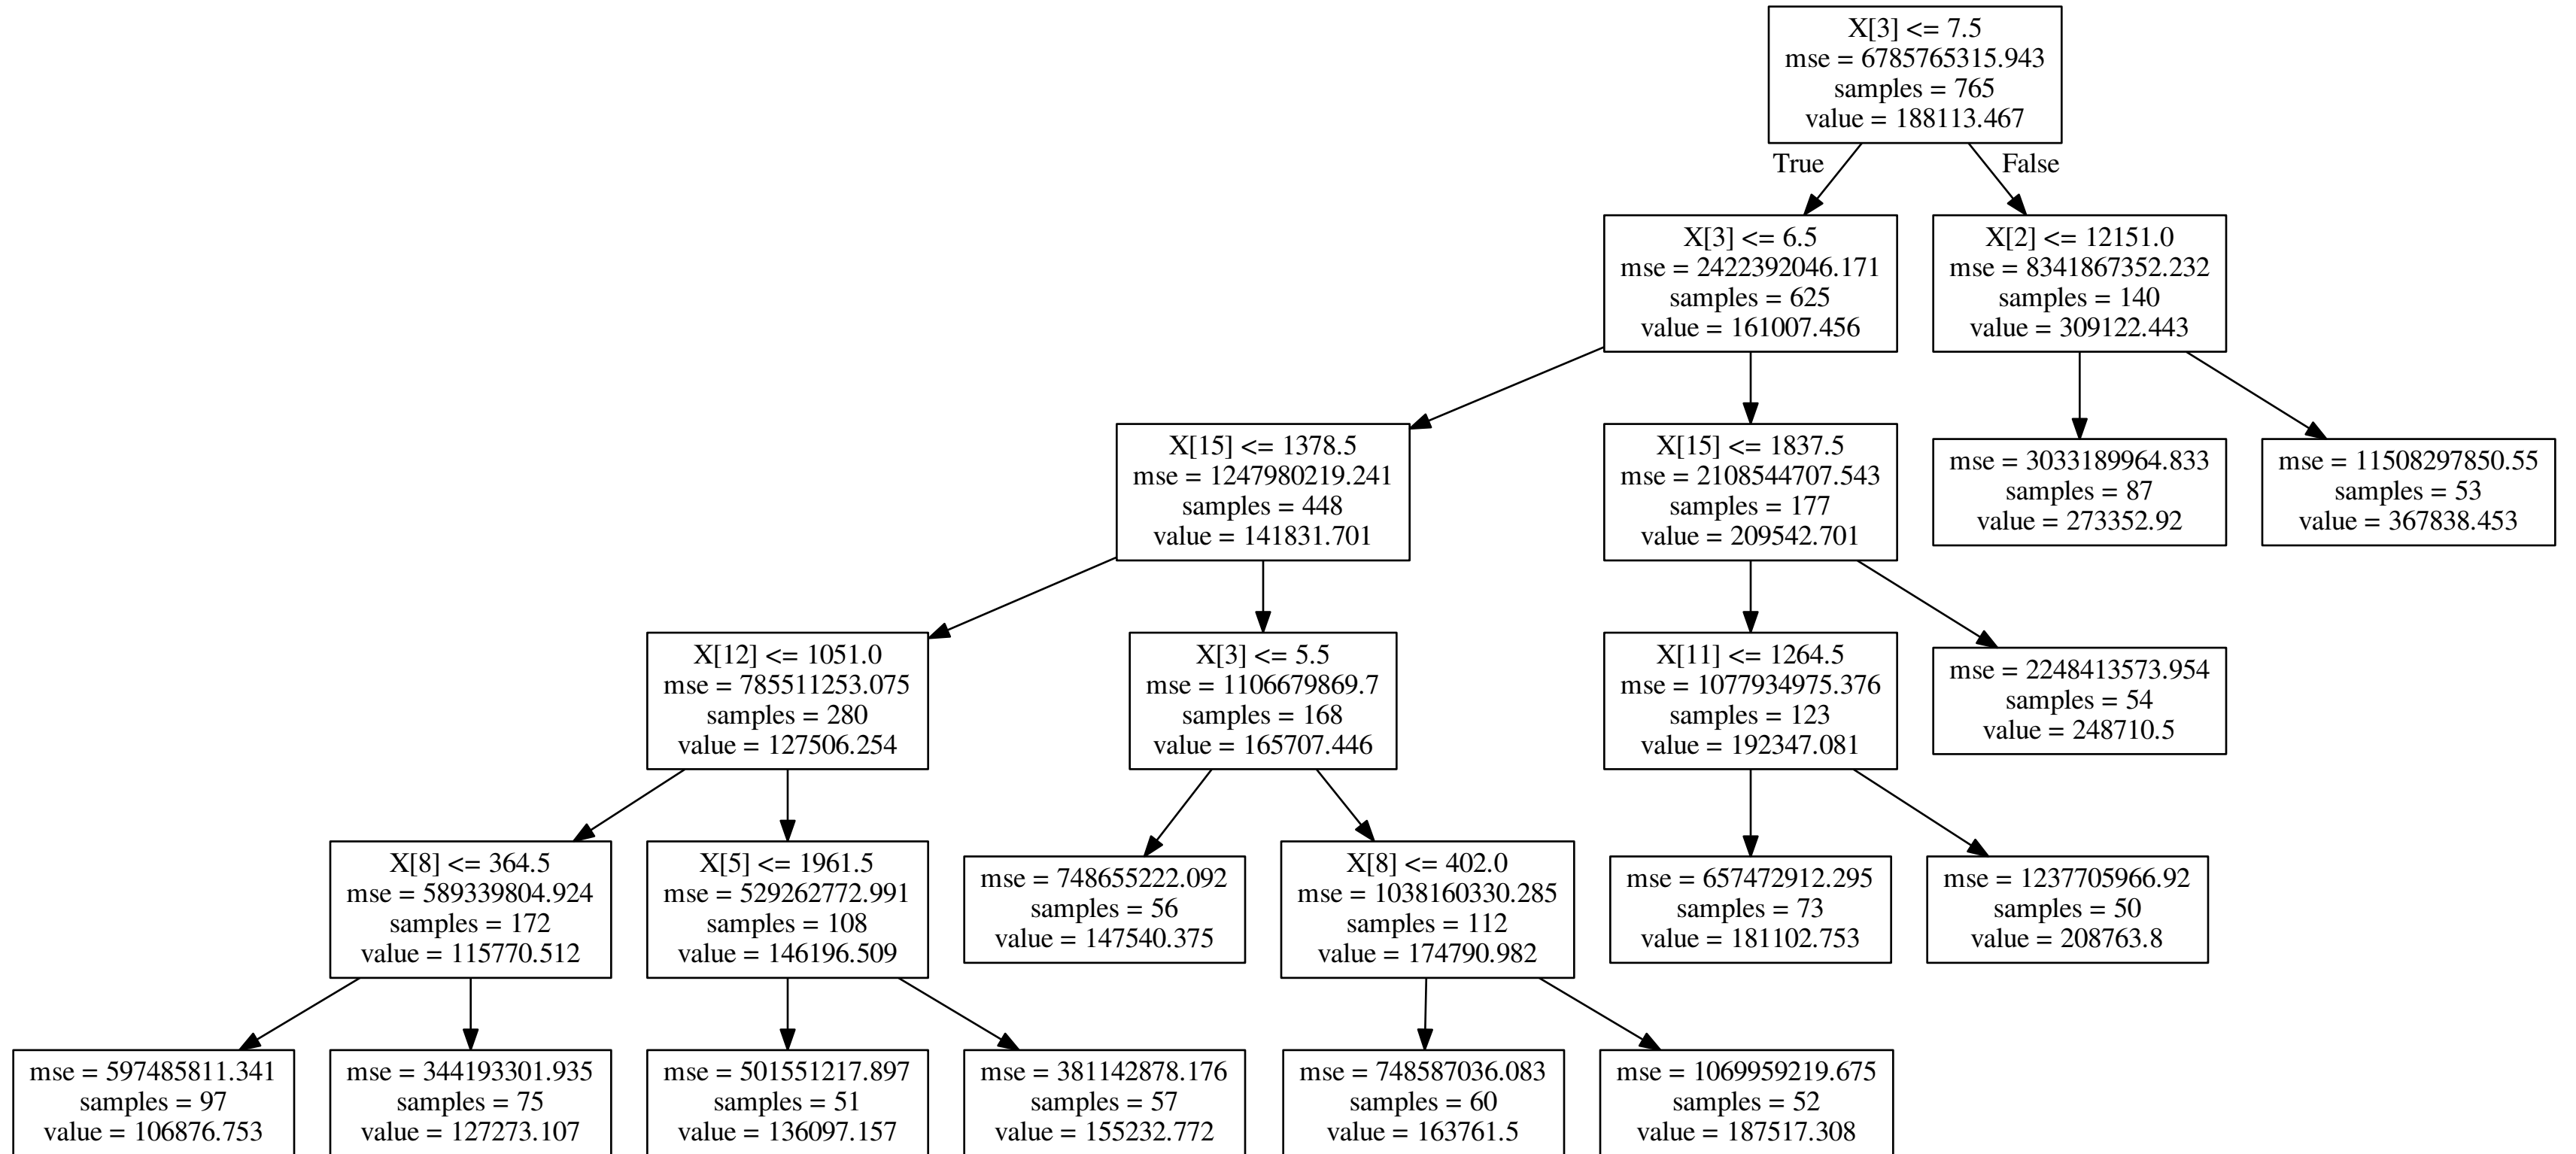 X[3] <= 7.5
mse = 6785765315.943
samples = 765
value = 188113.467
True
False
X[3] <= 6.5
mse = 2422392046.171
samples = 625
value = 161007.456
X[2] <= 12151.0
mse = 8341867352.232
samples = 140
value = 309122.443
X[15] <= 1378.5
mse = 1247980219.241
samples = 448
value = 141831.701
X[15] <= 1837.5
mse = 2108544707.543
samples = 177
value = 209542.701
mse = 3033189964.833
samples = 87
value = 273352.92
mse = 11508297850.55
samples = 53
value = 367838.453
X[12] <= 1051.0
mse = 785511253.075
samples = 280
value = 127506.254
X[3] <= 5.5
mse = 1106679869.7
samples = 168
value = 165707.446
X[11] <= 1264.5
mse = 1077934975.376
samples = 123
value = 192347.081
mse = 2248413573.954
samples = 54
value = 248710.5
X[8] <= 364.5
mse = 589339804.924
samples = 172
value = 115770.512
X[5] <= 1961.5
mse = 529262772.991
samples = 108
value = 146196.509
mse = 748655222.092
samples = 56
value = 147540.375
X[8] <= 402.0
mse = 1038160330.285
samples = 112
value = 174790.982
mse = 657472912.295
samples = 73
value = 181102.753
mse = 1237705966.92
samples = 50
value = 208763.8
mse = 597485811.341
samples = 97
value = 106876.753
mse = 344193301.935
samples = 75
value = 127273.107
mse = 501551217.897
samples = 51
value = 136097.157
mse = 381142878.176
samples = 57
value = 155232.772
mse = 748587036.083
samples = 60
value = 163761.5
mse = 1069959219.675
samples = 52
value = 187517.308